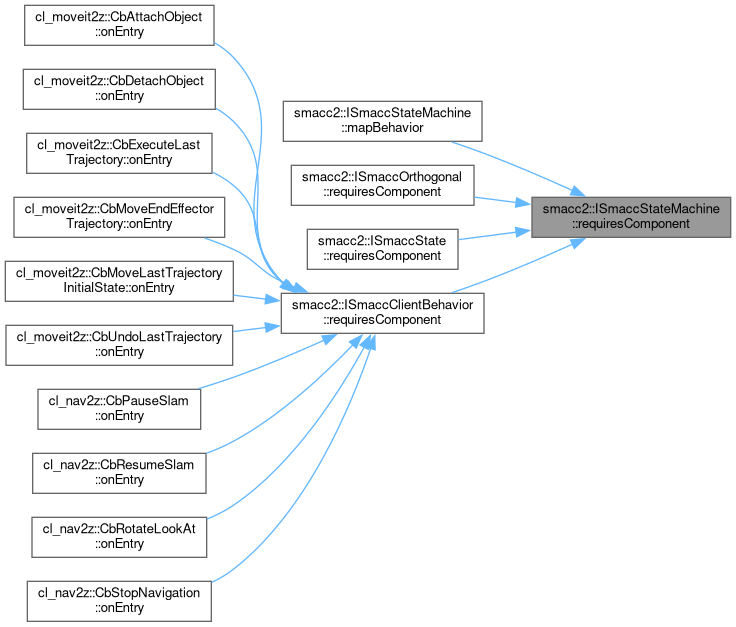 cl_moveit2z::CbAttachObject
::onEntry
cl_moveit2z::CbDetachObject
::onEntry
cl_moveit2z::CbExecuteLast
Trajectory::onEntry
cl_moveit2z::CbMoveEndEffector
Trajectory::onEntry
cl_moveit2z::CbMoveLastTrajectory
InitialState::onEntry
cl_moveit2z::CbUndoLastTrajectory
::onEntry
cl_nav2z::CbPauseSlam
::onEntry
cl_nav2z::CbResumeSlam
::onEntry
cl_nav2z::CbRotateLookAt
::onEntry
cl_nav2z::CbStopNavigation
::onEntry
smacc2::ISmaccStateMachine
::mapBehavior
smacc2::ISmaccOrthogonal
::requiresComponent
smacc2::ISmaccState
::requiresComponent
smacc2::ISmaccClientBehavior
::requiresComponent
smacc2::ISmaccStateMachine
::requiresComponent